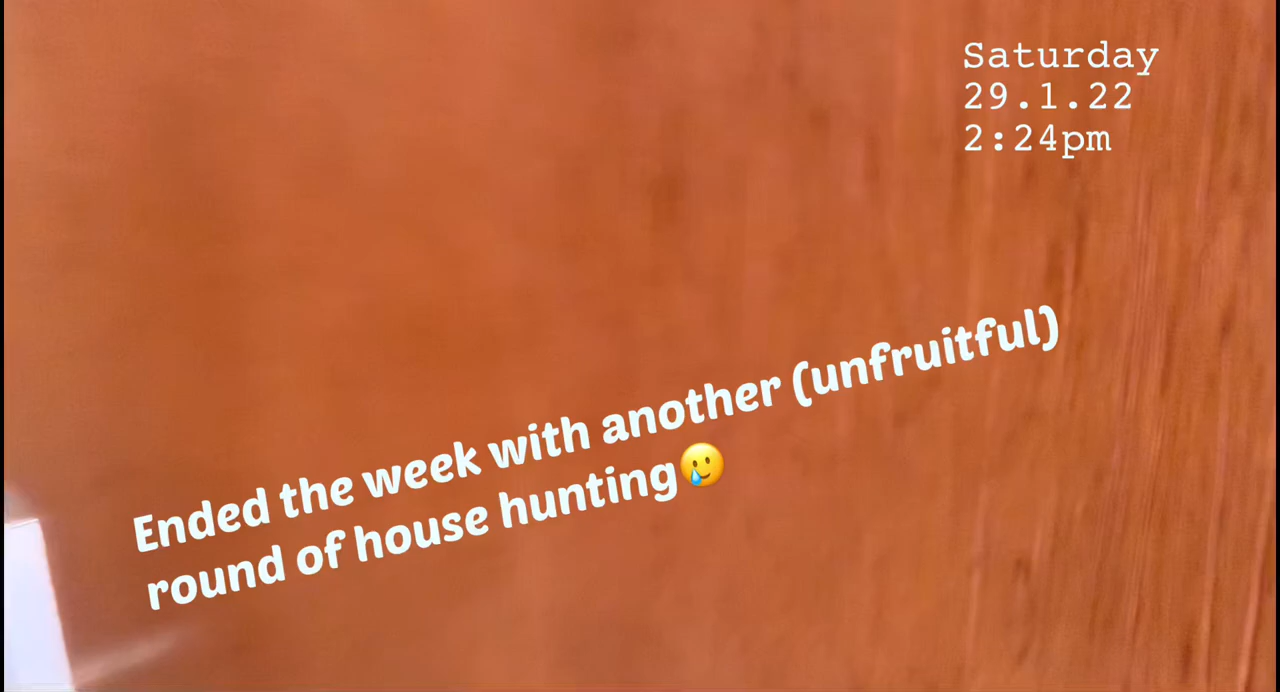 Saturday
29.1.22
2:24pm
Ended the week with another (unfruitful)
round of house hunting🥲